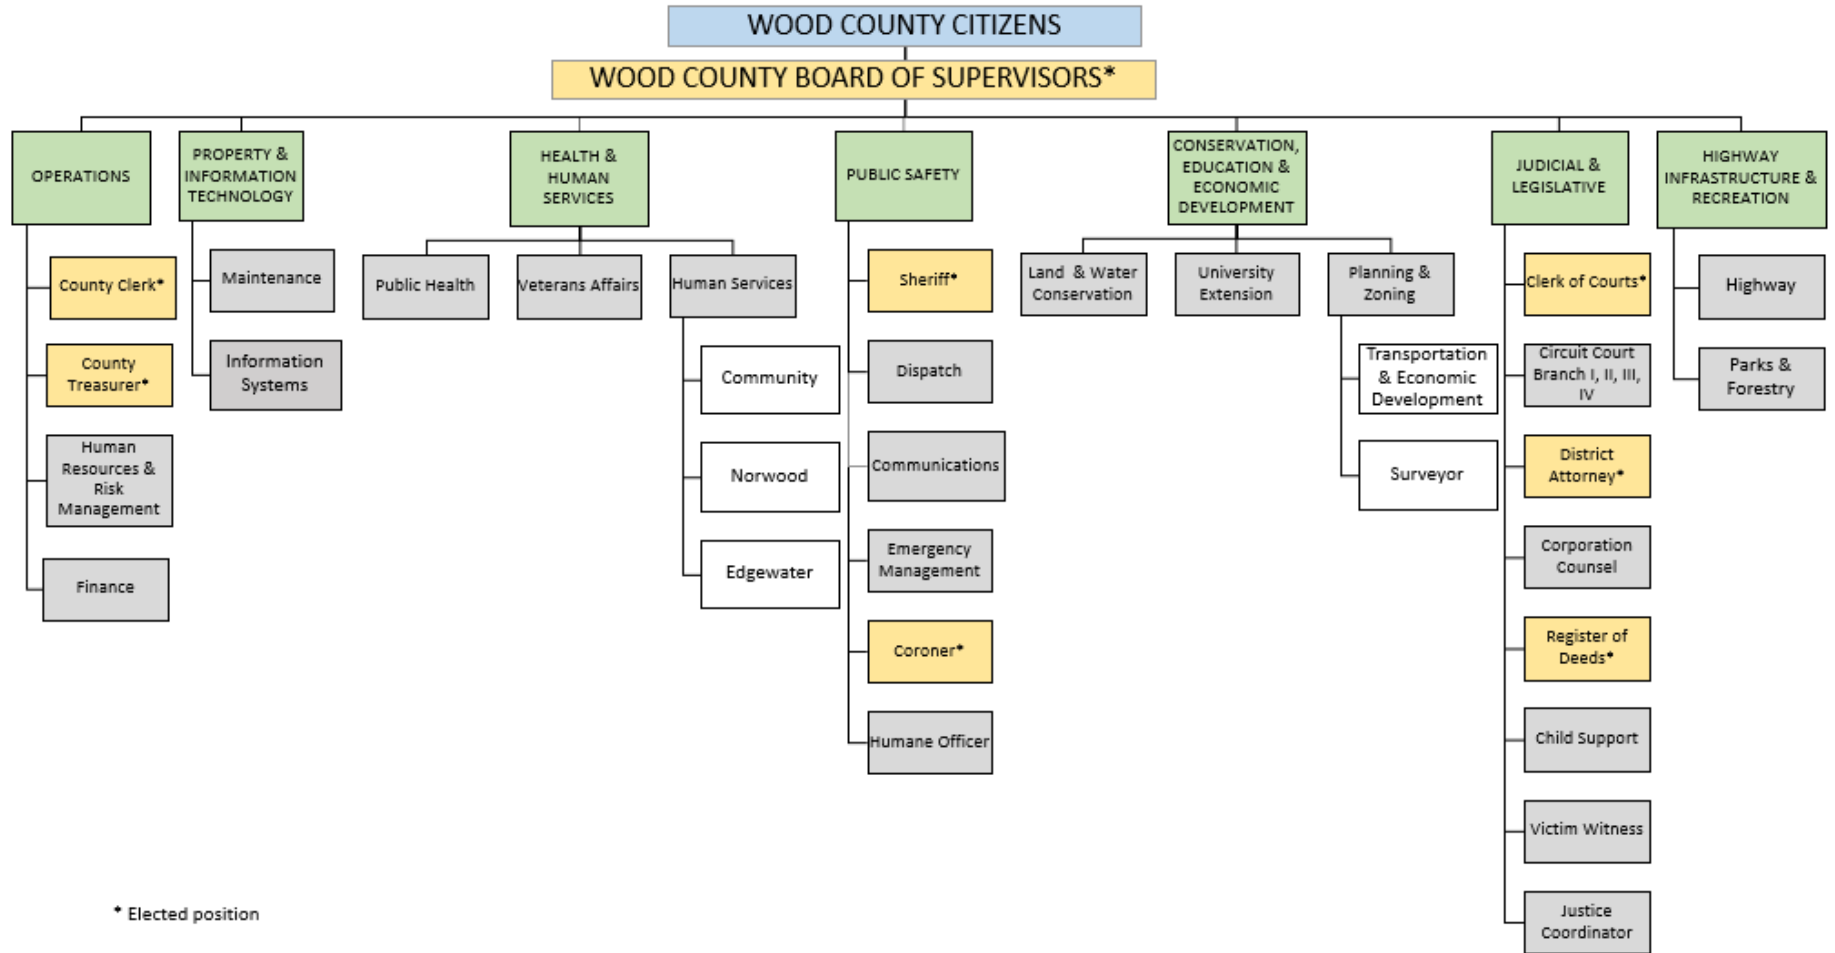 WOOD COUNTY CITIZENS
WOOD COUNTY BOARD OF SUPERVISORS*
OPERATIONS
County Clerk*
County
Treasurer*
Human
Resources &
Risk
Management
Finance
PROPERTY &
INFORMATION
TECHNOLOGY
Maintenance
Information
Systems
HEALTH &
HUMAN
SERVICES
Public Health
Veterans Affairs
Human Services
Community
Norwood
Edgewater
PUBLIC SAFETY
Sheriff*
Dispatch
Communications
Emergency
Management
Coroner*
Humane Officer
CONSERVATION,
EDUCATION &
ECONOMIC
DEVELOPMENT
Land & Water
Conservation
University
Extension
Planning &
Zoning
Transportation
& Economic
Development
Surveyor
JUDICIAL &
LEGISLATIVE
Clerk of Courts*
Circuit Court
Branch I, II, III,
IV
District
Attorney*
Corporation
Counsel
Register of
Deeds*
Child Support
Victim Witness
Justice
Coordinator
HIGHWAY
INFRASTRUCTURE &
RECREATION
Highway
Parks &
Forestry
* Elected position